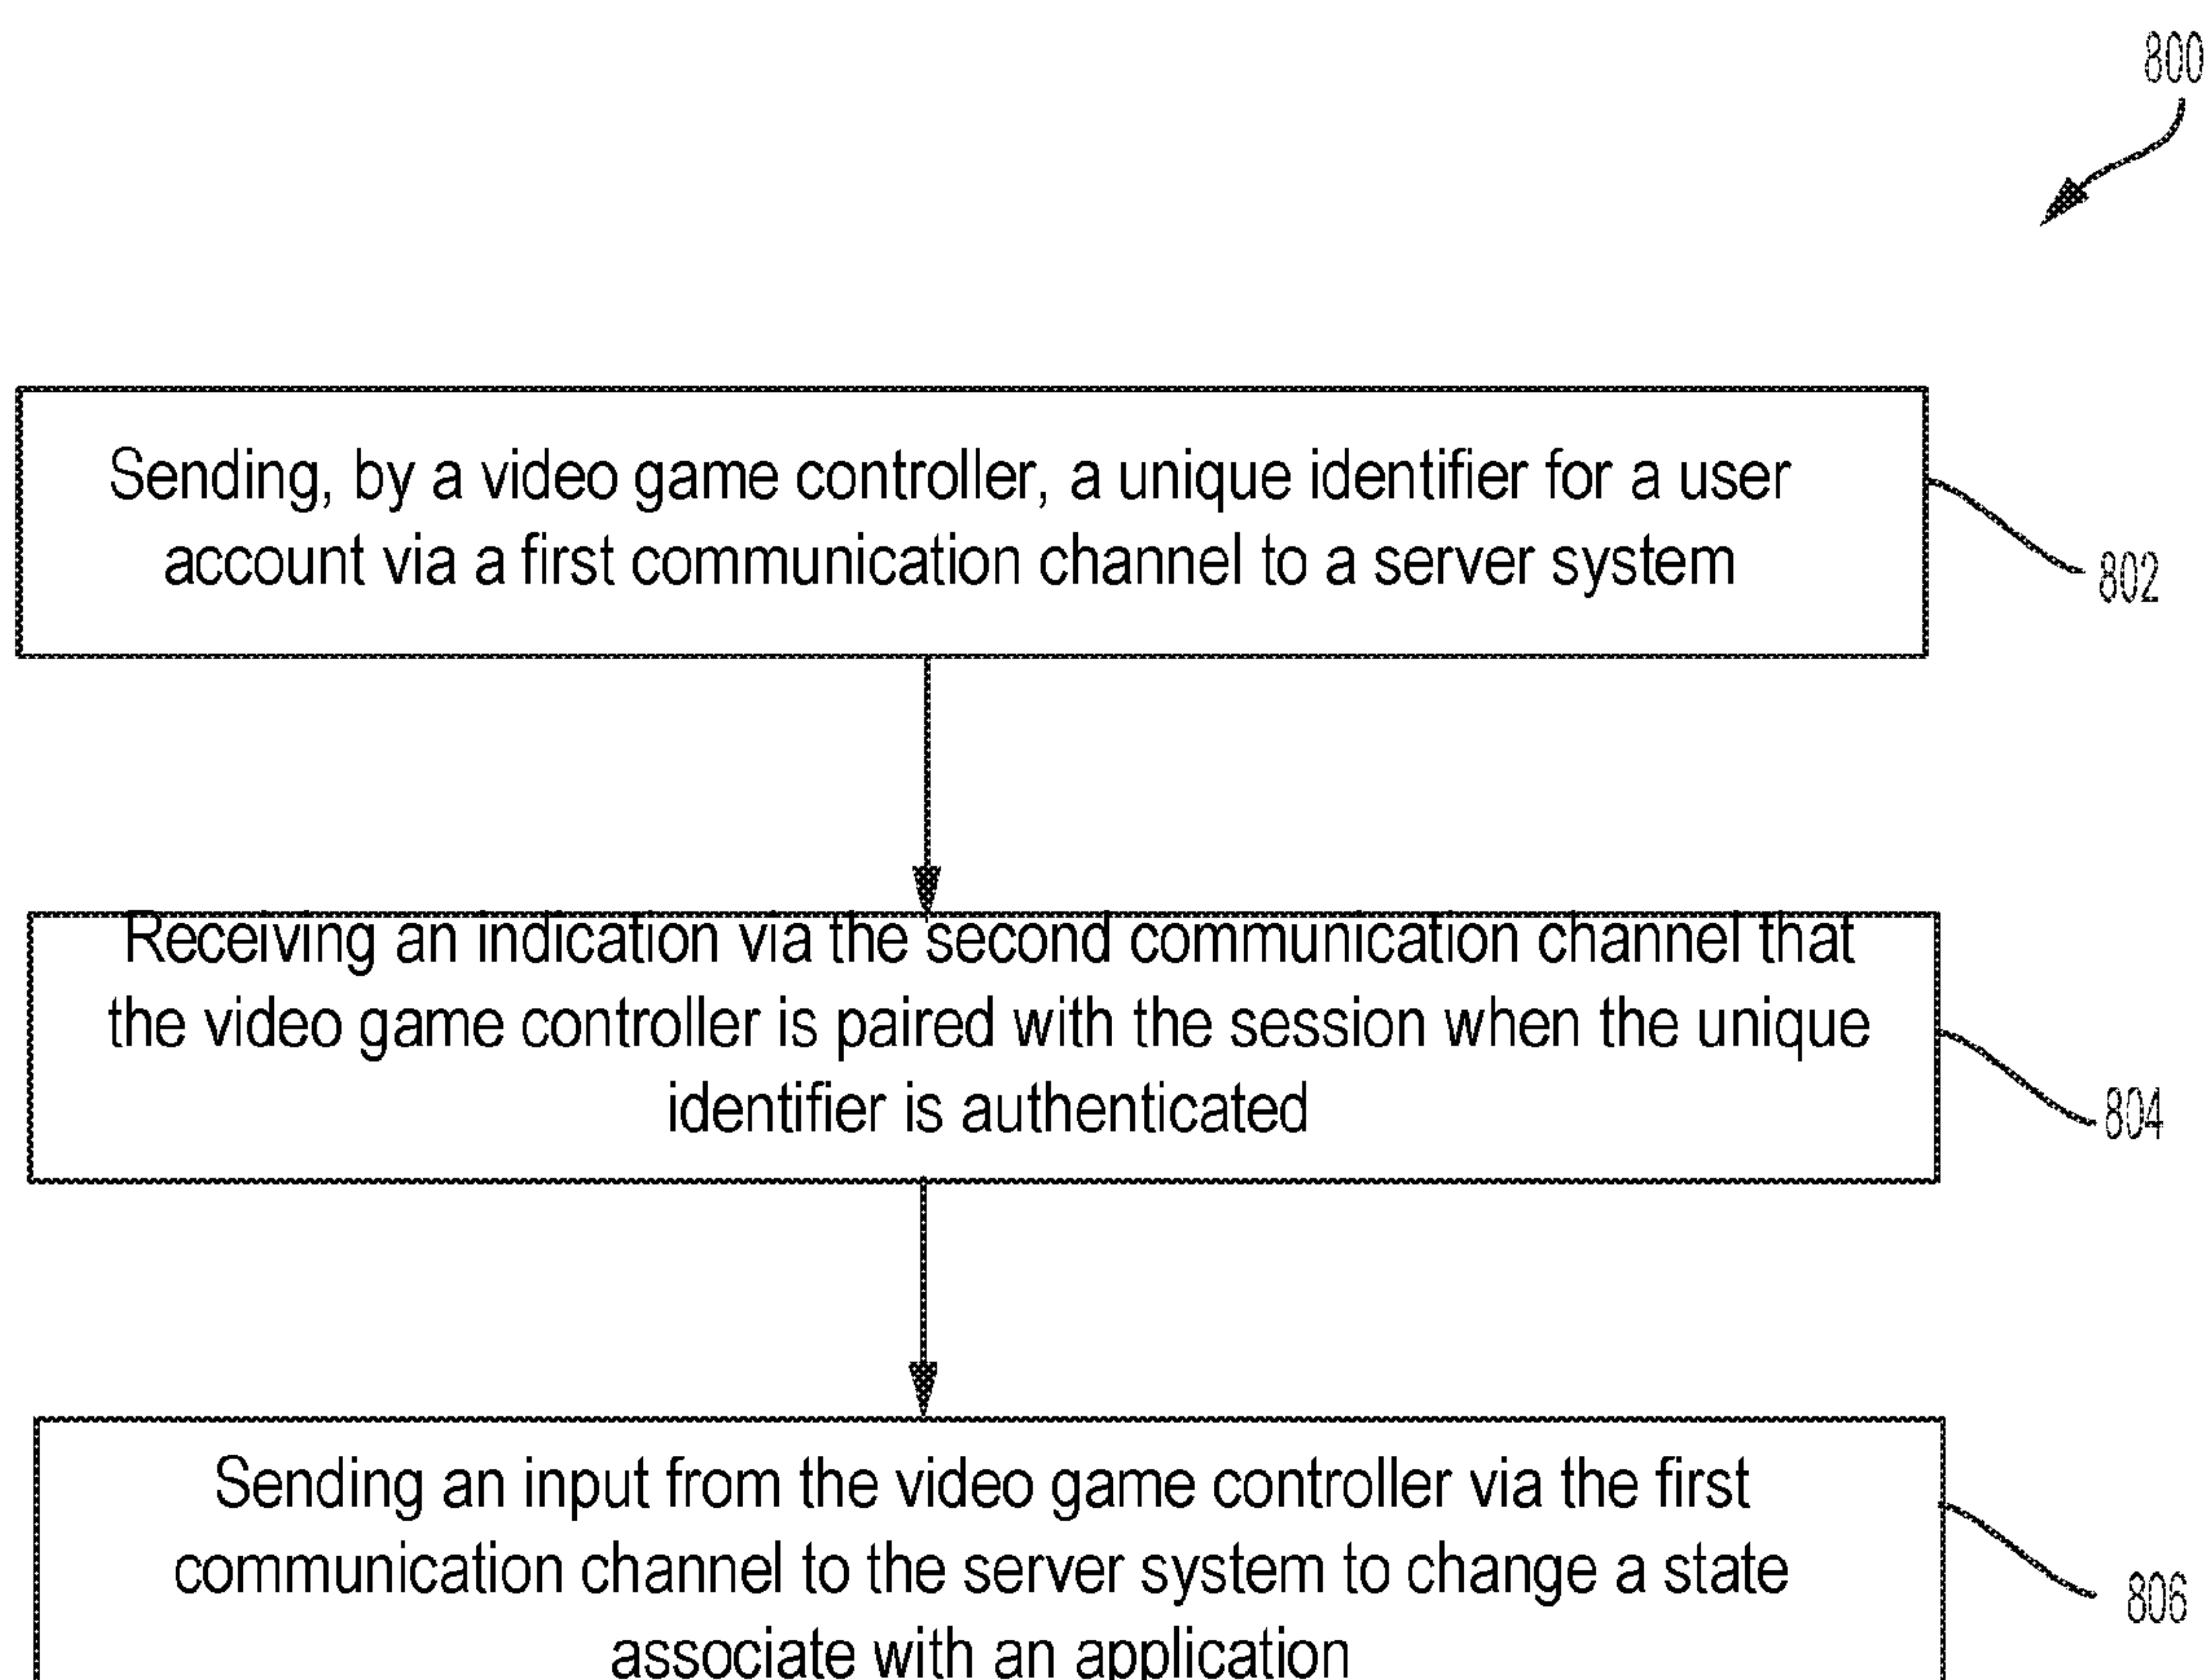 800
Sending, by a video game controller, a unique identifier for a user
account via a first communication channel to a server system
802
Receiving an indication via the second communication channel that
the video game controller is paired with the session when the unique
identifier is authenticated
804
Sending an input from the video game controller via the first
communication channel to the server system to change a state
associate with an application
806